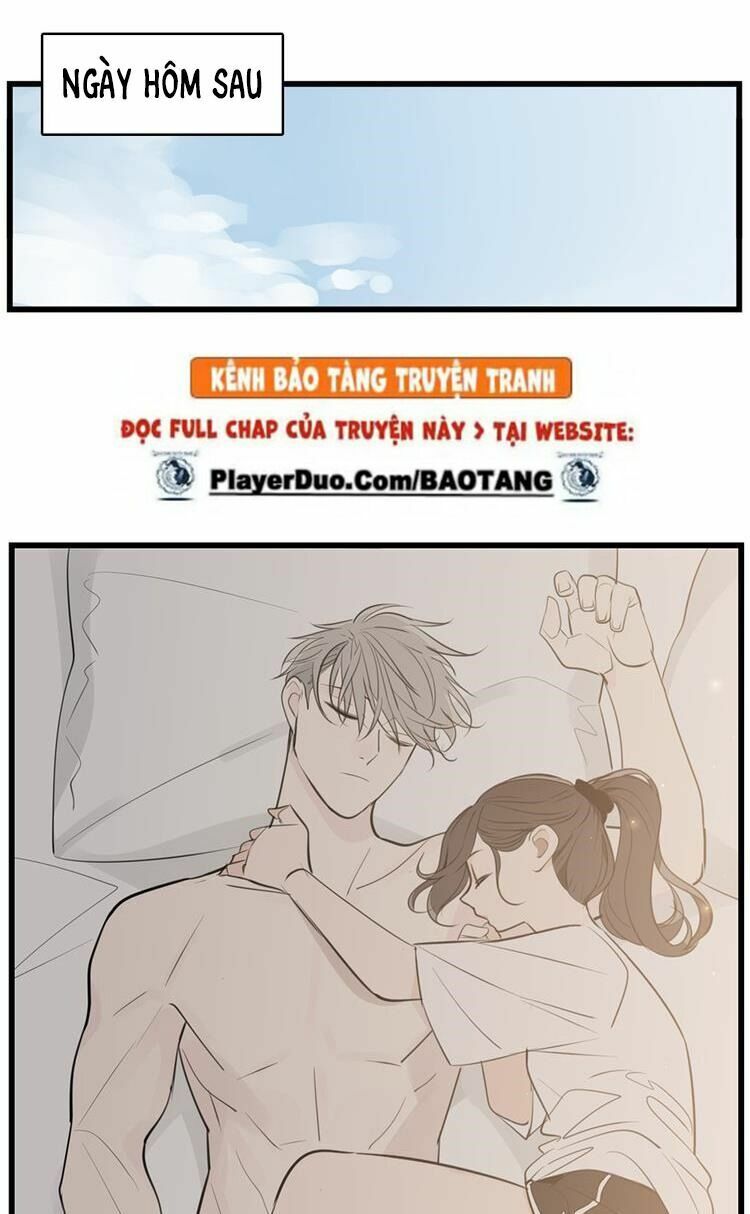 NGÀY HÔM SAU
KÊNH BẢO TÀNG TRUYỆN TRANH
ĐỌC FULL CHAP CỦA TRUYỆN NÀY > TẠI WEBSITE:
PlayerDuo.Com/BAOTANG